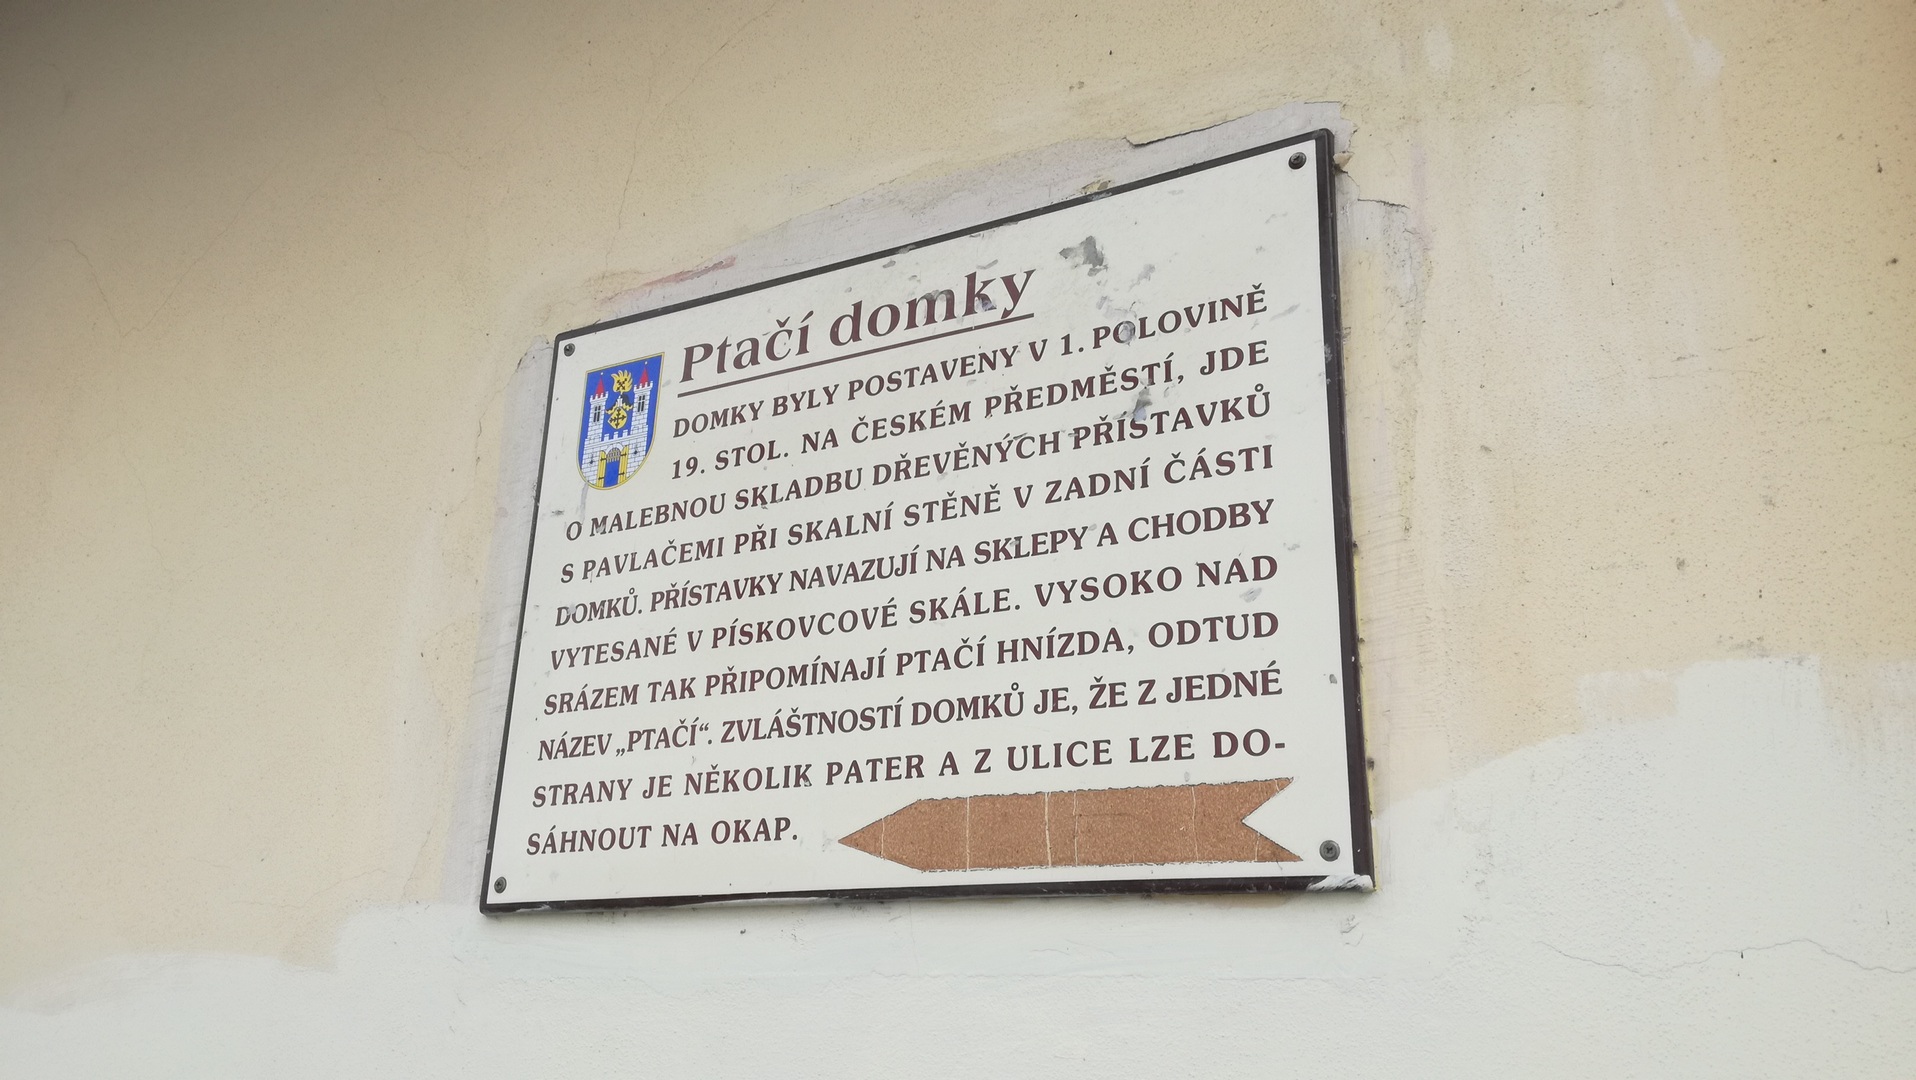 Ptačí domky
DOMKY BYLY POSTAVENY V 1. POLOVINĚ
19. STOL. NA ČESKÉM PŘEDMĚSTÍ, JDE
O MALEBNOU SKLADBU DŘEVĚNÝCH PŘÍSTAVKŮ
S PAVLAČEMI PŘI SKALNÍ STĚNĚ V ZADNÍ ČÁSTI
DOMKŮ. PŘÍSTAVKY NAVAZUJÍ NA SKLEPY A CHODBY
VYTESANÉ V PÍSKOVCOVÉ SKÁLE. VYSOKO NAD
SRÁZEM TAK PŘIPOMÍNAJÍ PTAČÍ HNÍZDA, ODTUD
NÁZEV „PTAČÍ“. ZVLÁŠTNOSTÍ DOMKŮ JE, ŽE Z JEDNÉ
STRANY JE NĚKOLIK PATER A Z ULICE LZE DO-
SÁHNOUT NA OKAP.